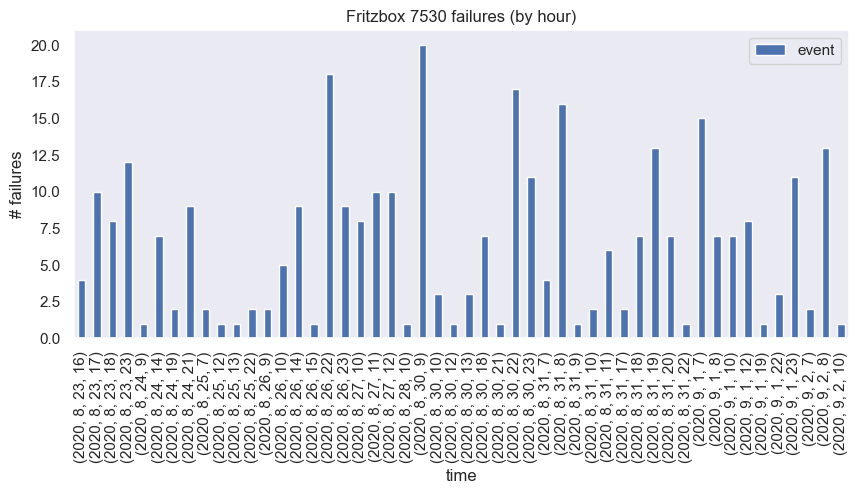 Fritzbox 7530 failures (by hour)
event
# failures
20.0
17.5
15.0
12.5
10.0
7.5
5.0
2.5
0.0
(2020, 8, 23, 16)
(2020, 8, 23, 17)
(2020, 8, 23, 18)
(2020, 8, 23, 23)
(2020, 8, 24, 9)
(2020, 8, 24, 14)
(2020, 8, 24, 19)
(2020, 8, 24, 21)
(2020, 8, 25, 7)
(2020, 8, 25, 12)
(2020, 8, 25, 13)
(2020, 8, 25, 22)
(2020, 8, 26, 9)
(2020, 8, 26, 10)
(2020, 8, 26, 14)
(2020, 8, 26, 15)
(2020, 8, 26, 22)
(2020, 8, 26, 23)
(2020, 8, 27, 10)
(2020, 8, 27, 11)
(2020, 8, 27, 12)
(2020, 8, 28, 10)
(2020, 8, 30, 9)
(2020, 8, 30, 10)
(2020, 8, 30, 12)
(2020, 8, 30, 13)
(2020, 8, 30, 18)
(2020, 8, 30, 21)
(2020, 8, 30, 22)
(2020, 8, 30, 23)
(2020, 8, 31, 7)
(2020, 8, 31, 8)
(2020, 8, 31, 9)
(2020, 8, 31, 10)
(2020, 8, 31, 11)
(2020, 8, 31, 17)
(2020, 8, 31, 18)
(2020, 8, 31, 19)
(2020, 8, 31, 20)
(2020, 8, 31, 22)
(2020, 9, 1, 7)
(2020, 9, 1, 8)
(2020, 9, 1, 10)
(2020, 9, 1, 12)
(2020, 9, 1, 19)
(2020, 9, 1, 22)
(2020, 9, 1, 23)
(2020, 9, 2, 7)
(2020, 9, 2, 8)
(2020, 9, 2, 10)
time